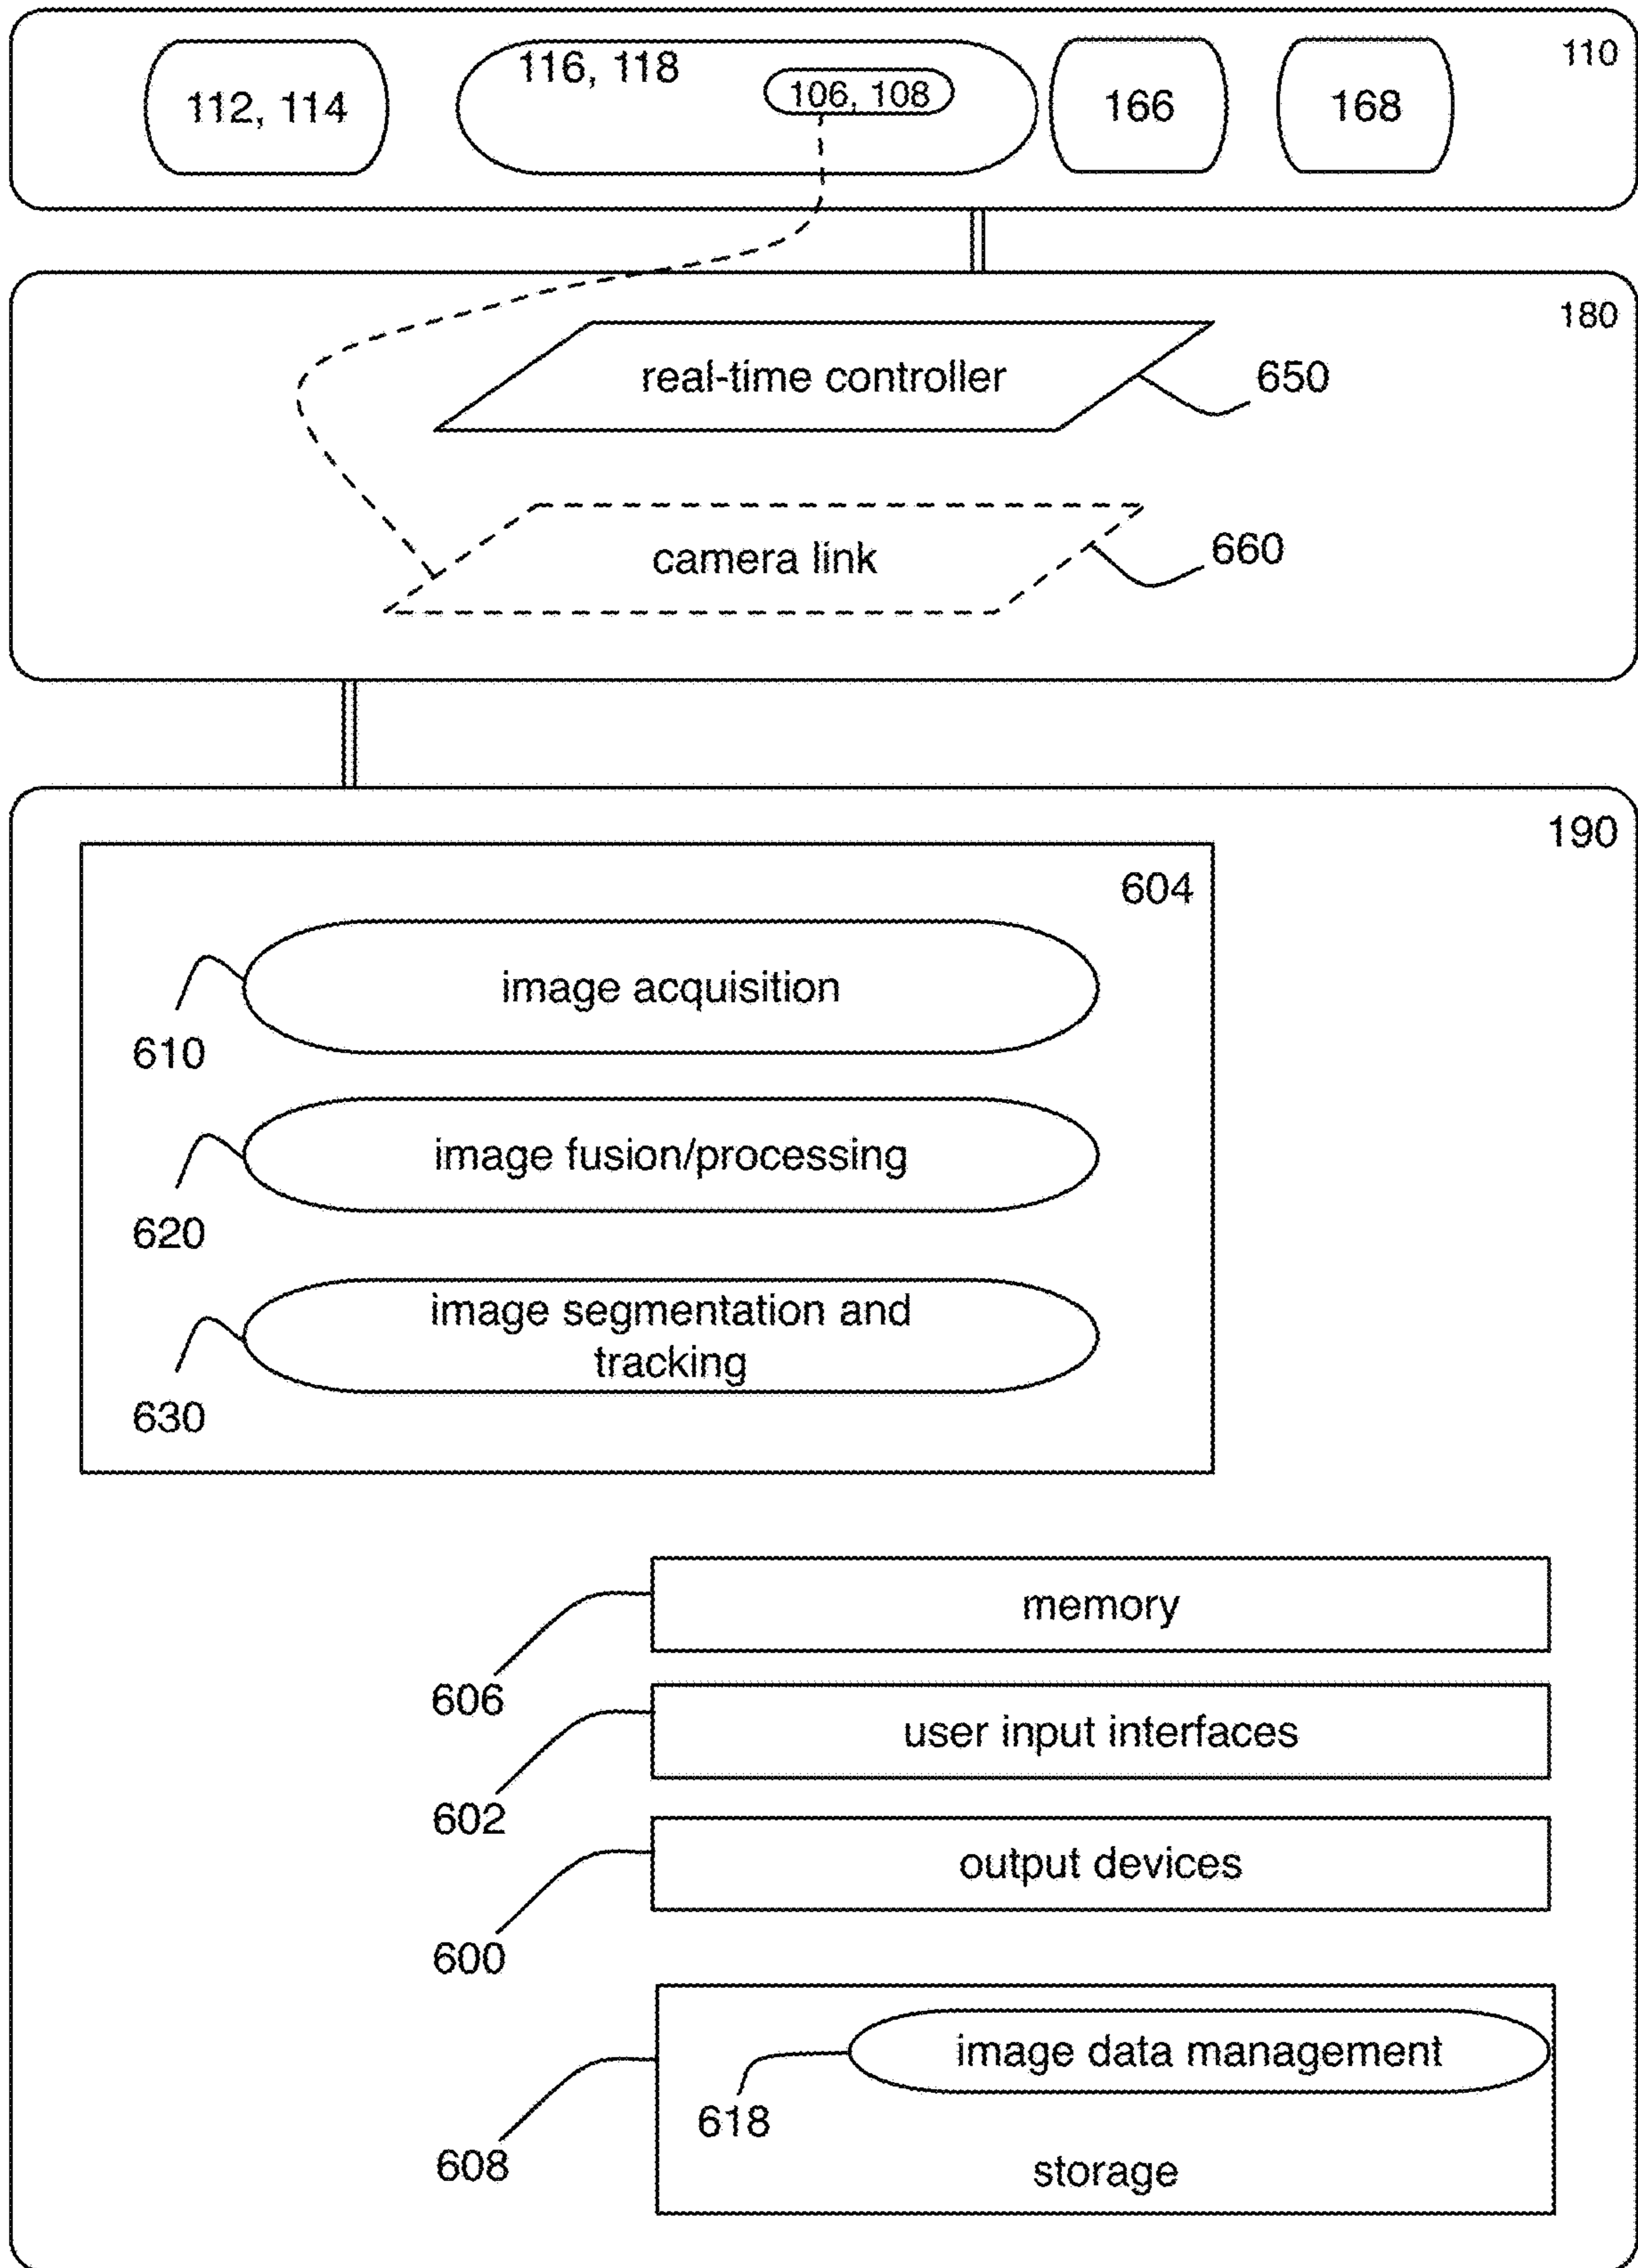 110
112, 114
116, 118
106, 108
166
168
180
real-time controller
650
camera link
660
190
604
image acquisition
610
image fusion/processing
620
image segmentation and
tracking
630
memory
606
user input interfaces
602
output devices
600
image data management
618
608
storage